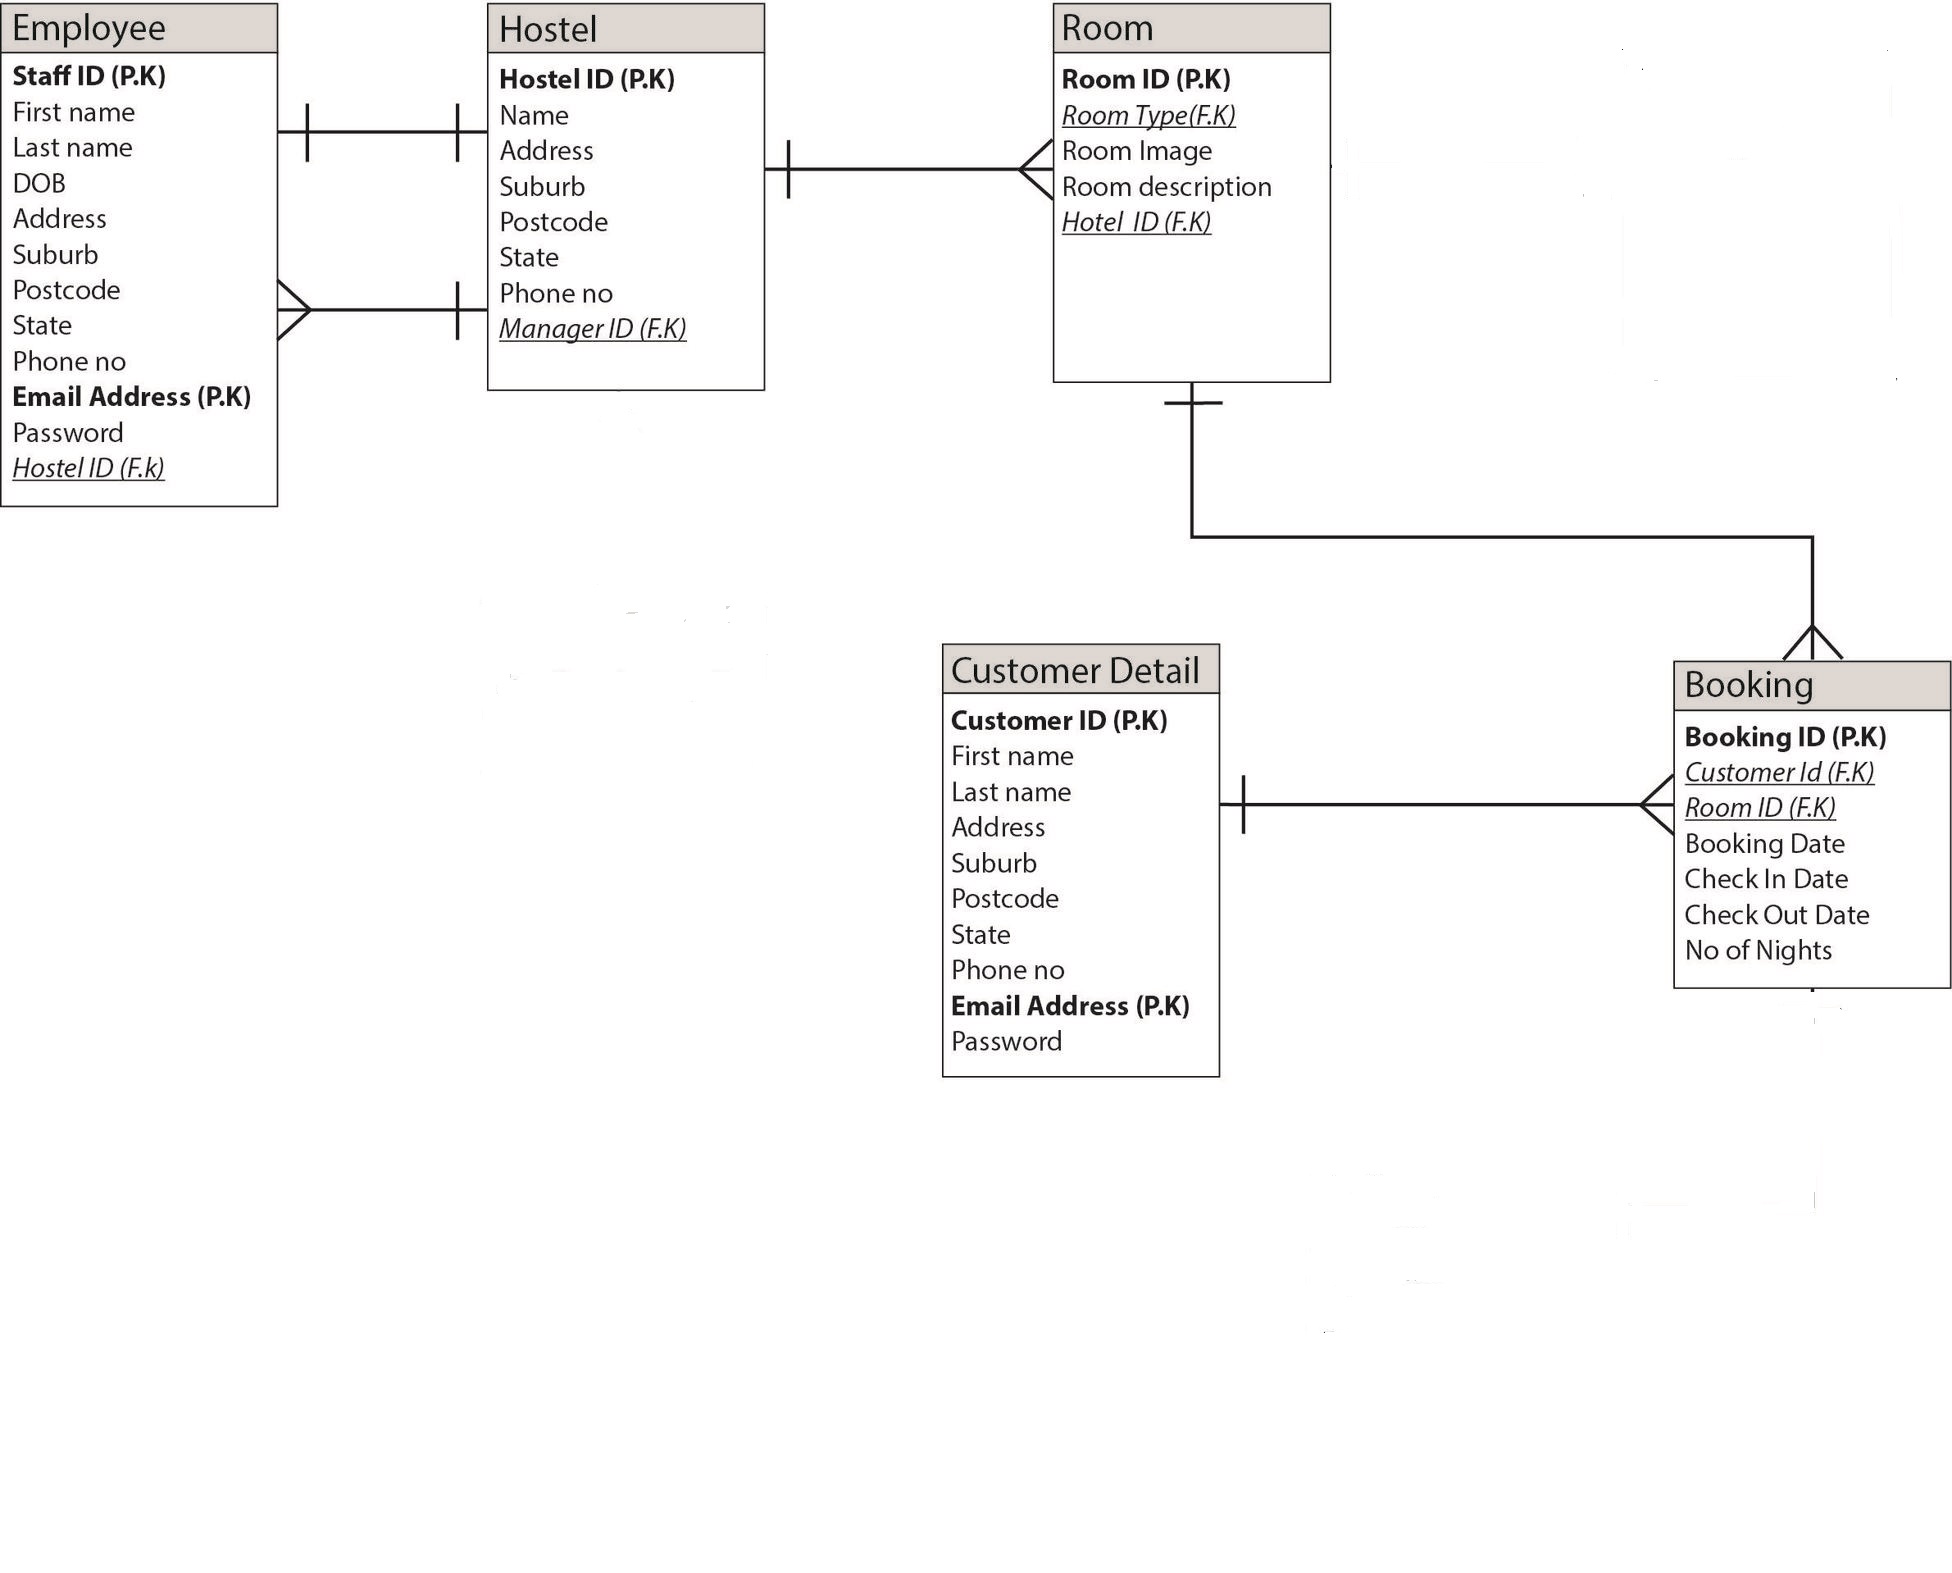 Employee
Staff ID (P.K)
First name
Last name
DOB
Address
Suburb
Postcode
State
Phone no
Email Address (P.K)
Password
Hostel ID (F.k)
Hostel
Hostel ID (P.K)
Name
Address
Suburb
Postcode
State
Phone no
Manager ID (F.K)
Room
Room ID (P.K)
Room Type(F.K)
Room Image
Room description
Hotel ID (F.K)
Customer Detail
Customer ID (P.K)
First name
Last name
Address
Suburb
Postcode
State
Phone no
Email Address (P.K)
Password
Booking
Booking ID (P.K)
Customer Id (F.K)
Room ID (F.K)
Booking Date
Check In Date
Check Out Date
No of Nights